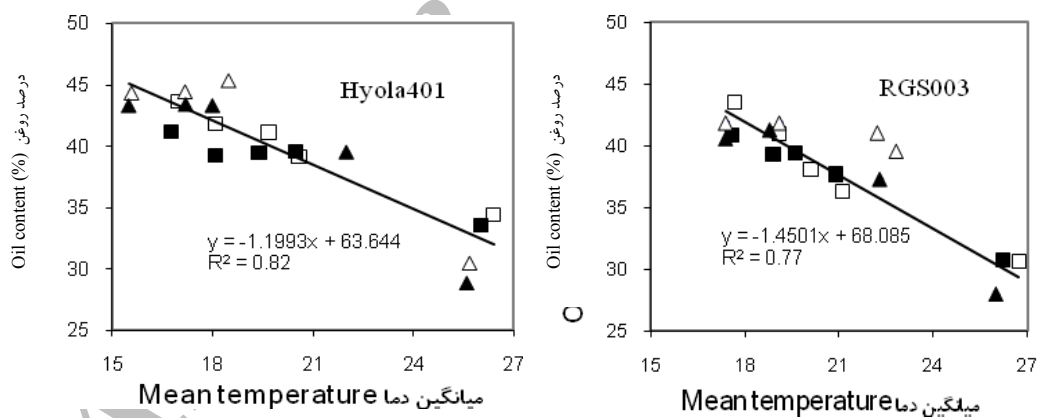 50
45
40
35
30
25
درصد روغن Oil content (%)
Hyola401
y = -1.1993x + 63.644
R² = 0.82
15 18 21 24 27
Mean temperature میانگین دما
50
45
40
35
30
25
درصد روغن Oil content (%)
RGS003
y = -1.4501x + 68.085
R² = 0.77
C
15 18 21 24 27
Mean temperature میانگین دما